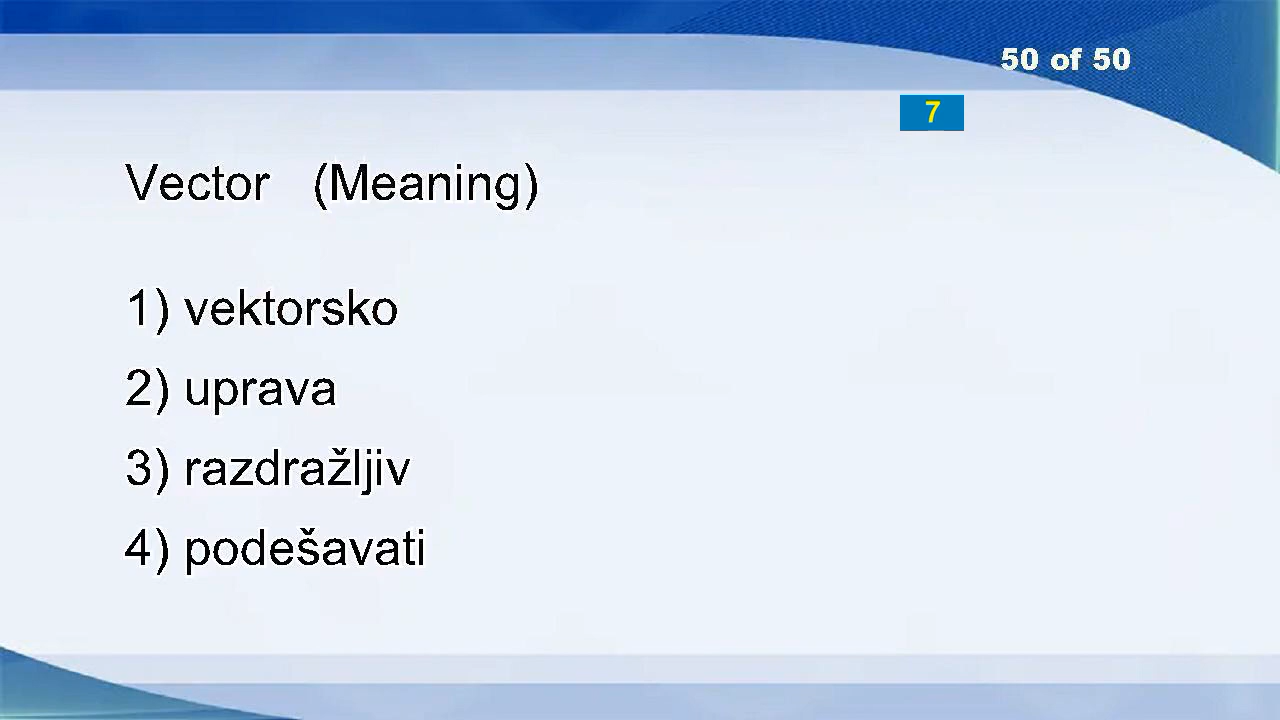 50 of 50
7
Vector (Meaning)
1) vektorsko
2) uprava
3) razdražljiv
4) podešavati